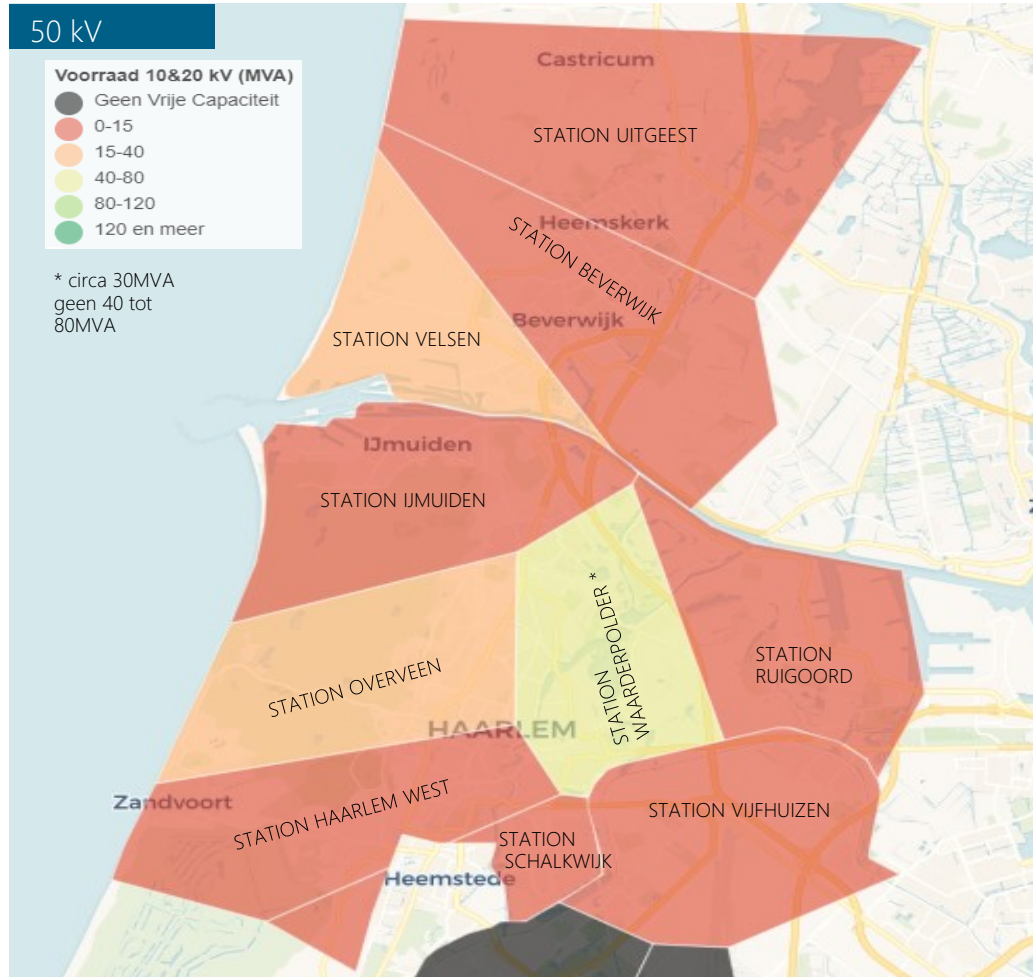 50 kV
Voorraad 10&20 kV (MVA)
Geen Vrije Capaciteit
0-15
15-40
40-80
80-120
120 en meer
* circa 30MVA
geen 40 tot
80MVA
Castricum
STATION UITGEEST
Heemskerk
STATION BEVERWIJK
Beverwijk
STATION VELSEN
IJmuiden
STATION IJMUIDEN
STATION
WAARDERPOLDER *
STATION
RUIGOORD
STATION OVERVEEN
HAARLEM
Zandvoort
STATION HAARLEM WEST
STATION VIJFHUIZEN
STATION
SCHALKWIJK
Heemstede